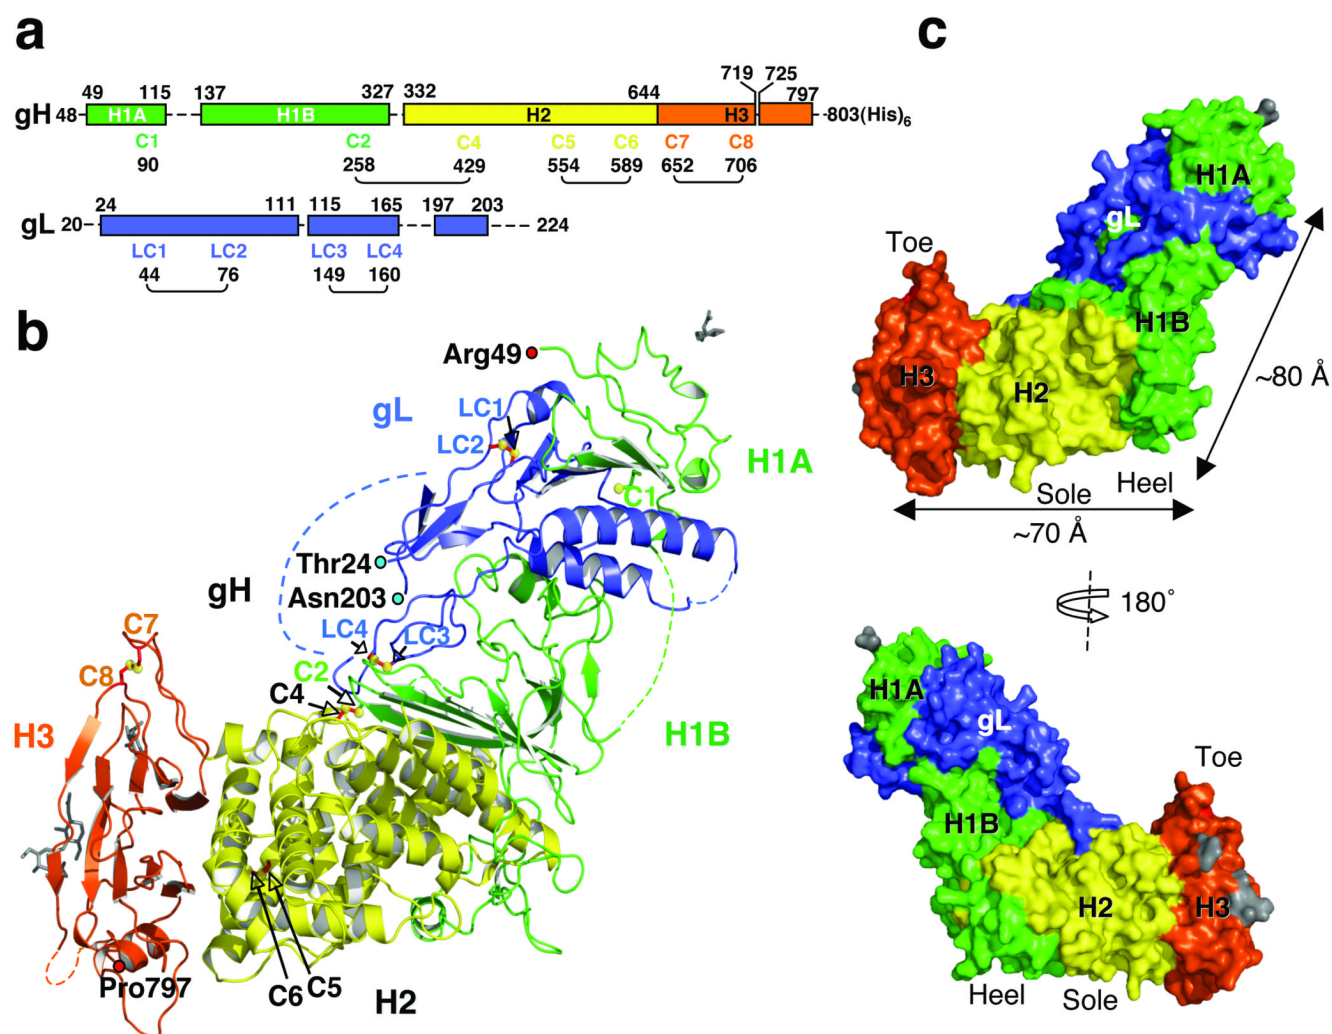 a
49 115 137 327 332 644 719 725 797
gH 48 H1A H1B H2 H3 803(His)6
C1 C2 C4 C5 C6 C7 C8
90 258 429 554 589 652 706
24 111 115 165 197 203
gL 20 224
LC1 LC2 LC3 LC4
44 76 149 160
b
Arg49
gL
LC1
LC2
H1A
C1
Thr24
gH
Asn203
LC4
LC3
C7
C2
C8
C4
H3
H1B
Pro797
C6 C5
H2
c
H1A
gL
Toe
H1B
H3
H2
~80 Å
Sole
Heel
~70 Å
180°
H1A
gL
Toe
H1B
H2
H3
Heel
Sole